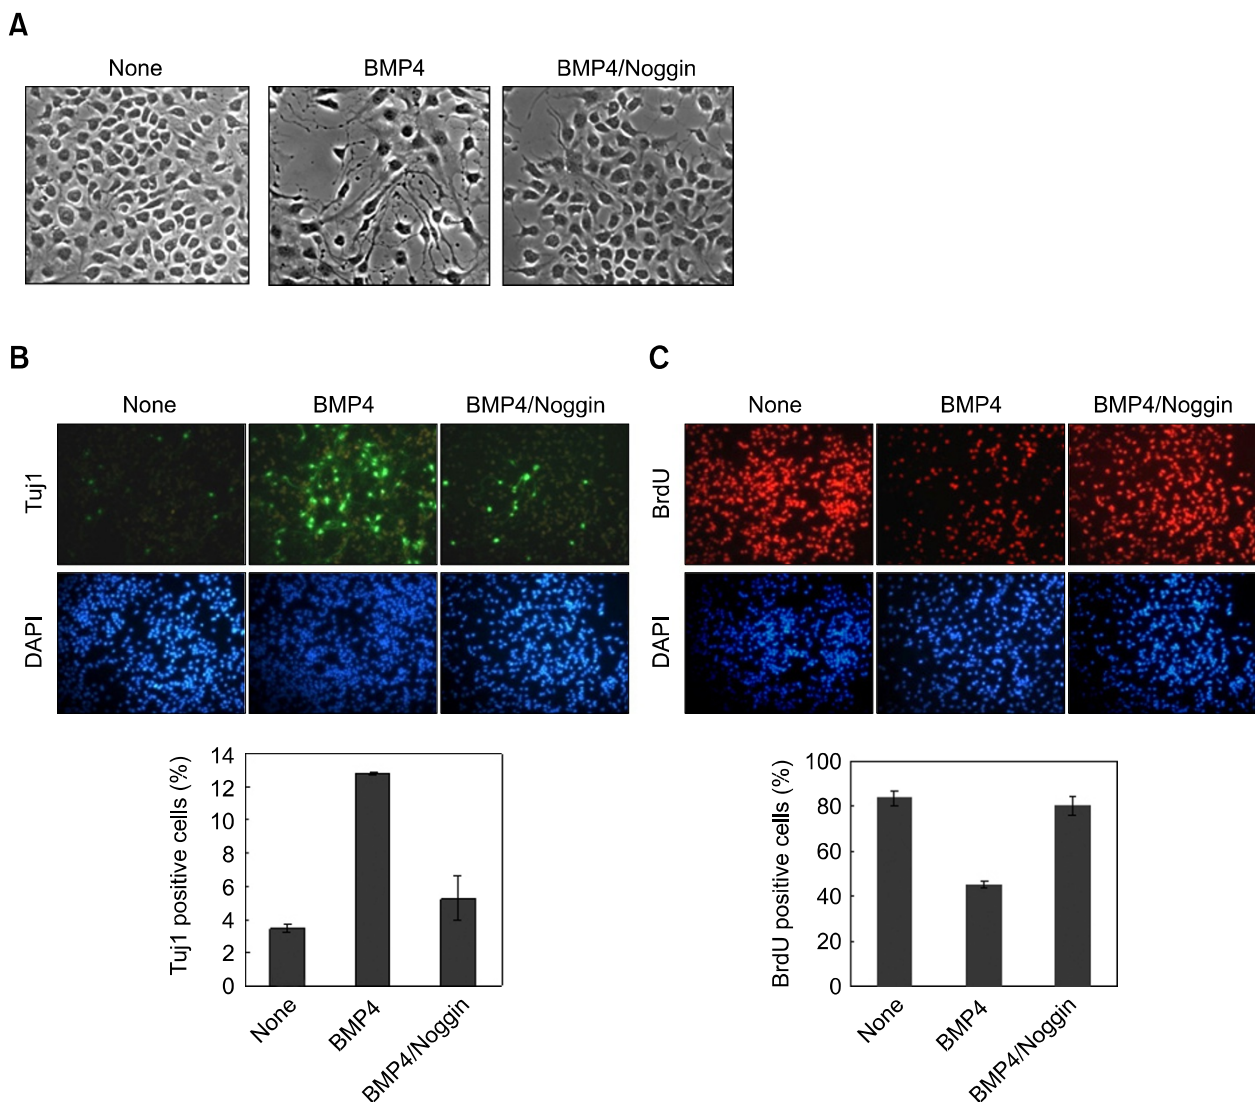 A
None BMP4 BMP4/Noggin
B
C
None BMP4 BMP4/Noggin
None BMP4 BMP4/Noggin
Tuj1
DAPI
BrdU
DAPI
Tuj1 positive cells (%)
14
12
10
8
6
4
2
0
None BMP4 BMP4/Noggin
BrdU positive cells (%)
100
80
60
40
20
0
None BMP4 BMP4/Noggin